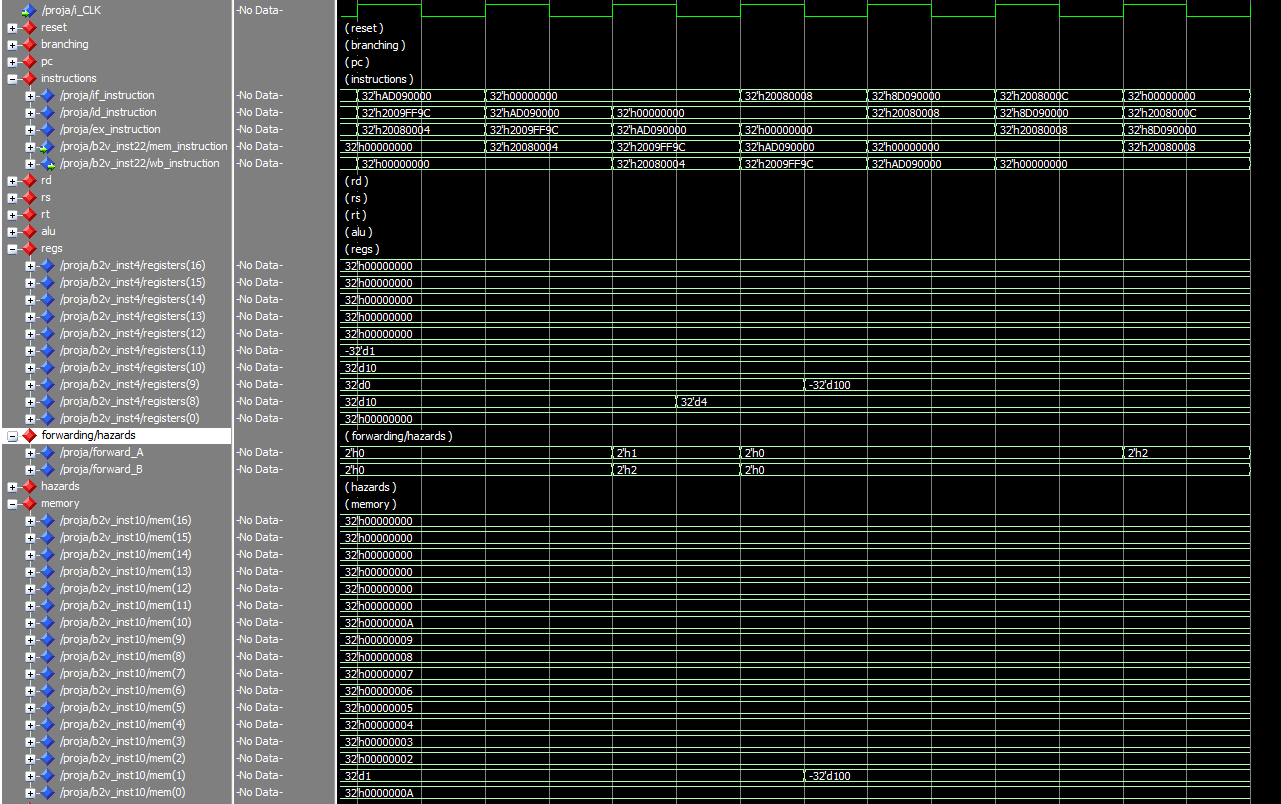 /proja/i_CLK -No Data-
reset ( reset )
branching ( branching )
pc ( pc )
instructions ( instructions )
/proja/if_instruction -No Data- 32'hAD090000 32'h00000000 32'h20080008 32'h8D090000 32'h2008000C 32'h00000000
/proja/id_instruction -No Data- 32'h2009FF9C 32'hAD090000 32'h00000000 32'h20080008 32'h8D090000 32'h2008000C
/proja/ex_instruction -No Data- 32'h20080004 32'h2009FF9C 32'hAD090000 32'h00000000 32'h20080008 32'h8D090000
/proja/b2v_inst22/mem_instruction -No Data- 32'h00000000 32'h20080004 32'h2009FF9C 32'hAD090000 32'h00000000 32'h20080008
/proja/b2v_inst22/wb_instruction -No Data- 32'h00000000 32'h20080004 32'h2009FF9C 32'hAD090000 32'h00000000
rd ( rd )
rs ( rs )
rt ( rt )
alu ( alu )
regs ( regs )
/proja/b2v_inst4/registers(16) -No Data- 32'h00000000
/proja/b2v_inst4/registers(15) -No Data- 32'h00000000
/proja/b2v_inst4/registers(14) -No Data- 32'h00000000
/proja/b2v_inst4/registers(13) -No Data- 32'h00000000
/proja/b2v_inst4/registers(12) -No Data- 32'h00000000
/proja/b2v_inst4/registers(11) -No Data- -32'd1
/proja/b2v_inst4/registers(10) -No Data- 32'd10
/proja/b2v_inst4/registers(9) -No Data- 32'd0 -32'd100
/proja/b2v_inst4/registers(8) -No Data- 32'd10 32'd4
/proja/b2v_inst4/registers(0) -No Data- 32'h00000000
forwarding/hazards ( forwarding/hazards )
/proja/forward_A -No Data- 2'h0 2'h1 2'h0 2'h2
/proja/forward_B -No Data- 2'h0 2'h2 2'h0
hazards ( hazards )
memory ( memory )
/proja/b2v_inst10/mem(16) -No Data- 32'h00000000
/proja/b2v_inst10/mem(15) -No Data- 32'h00000000
/proja/b2v_inst10/mem(14) -No Data- 32'h00000000
/proja/b2v_inst10/mem(13) -No Data- 32'h00000000
/proja/b2v_inst10/mem(12) -No Data- 32'h00000000
/proja/b2v_inst10/mem(11) -No Data- 32'h00000000
/proja/b2v_inst10/mem(10) -No Data- 32'h0000000A
/proja/b2v_inst10/mem(9) -No Data- 32'h00000009
/proja/b2v_inst10/mem(8) -No Data- 32'h00000008
/proja/b2v_inst10/mem(7) -No Data- 32'h00000007
/proja/b2v_inst10/mem(6) -No Data- 32'h00000006
/proja/b2v_inst10/mem(5) -No Data- 32'h00000005
/proja/b2v_inst10/mem(4) -No Data- 32'h00000004
/proja/b2v_inst10/mem(3) -No Data- 32'h00000003
/proja/b2v_inst10/mem(2) -No Data- 32'h00000002
/proja/b2v_inst10/mem(1) -No Data- 32'd1 -32'd100
/proja/b2v_inst10/mem(0) -No Data- 32'h0000000A